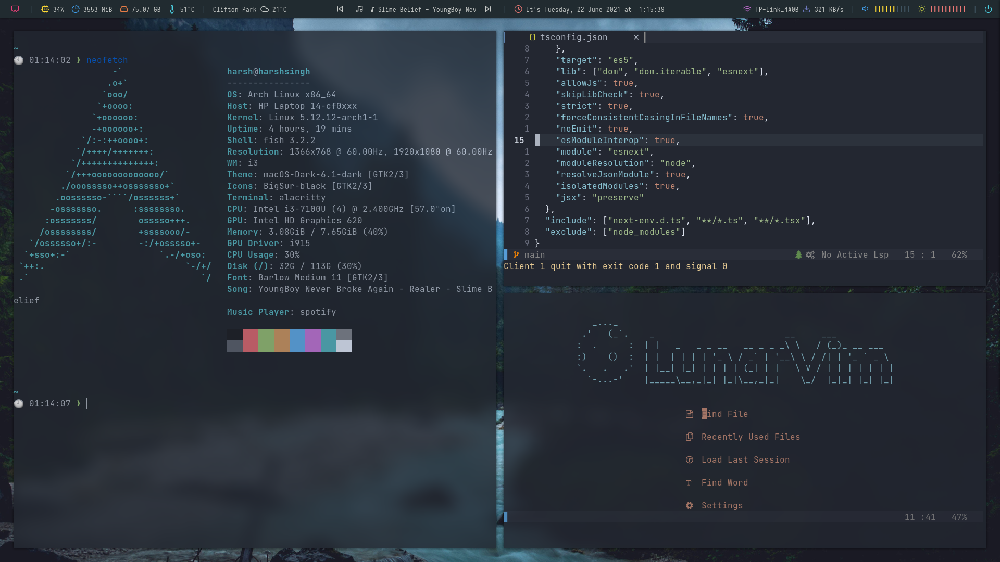 34% 3553 MiB 75.07 GB 51°C Clifton Park 21°C Slime Belief – YoungBoy Nev It's Tuesday, 22 June 2021 at 1:15:39 TP-Link_4A0B 321 KB/s
~
01:14:02 ❯ neofetch
-`
.o+`
`ooo/
`+oooo:
`+oooooo:
-+oooooo+:
`/:-:++oooo+:
`/++++/+++++++:
`/++++++++++++++:
`/+++ooooooooooooo/`
./ooosssso++osssssso+`
.oossssso-````/ossssss+`
-osssssso.      :ssssssso.
:osssssss/        osssso+++.
/ossssssss/        +ssssooo/-
`/ossssso+/:-        -:/+osssso+-
`+sso+:-`                 `.-/+oso:
`++:.                           `-/+/
.`                                 `/
harsh@harshsingh
----------------
OS: Arch Linux x86_64
Host: HP Laptop 14-cf0xxx
Kernel: Linux 5.12.12-arch1-1
Uptime: 4 hours, 19 mins
Shell: fish 3.2.2
Resolution: 1366x768 @ 60.00Hz, 1920x1080 @ 60.00Hz
WM: i3
Theme: macOS-Dark-6.1-dark [GTK2/3]
Icons: BigSur-black [GTK2/3]
Terminal: alacritty
CPU: Intel i3-7100U (4) @ 2.400GHz [57.0°on]
GPU: Intel HD Graphics 620
Memory: 3.08GiB / 7.65GiB (40%)
GPU Driver: i915
CPU Usage: 30%
Disk (/): 32G / 113G (30%)
Font: Barlow Medium 11 [GTK2/3]
Song: YoungBoy Never Broke Again - Realer - Slime B
elief
Music Player: spotify
~
01:14:07 ❯
{} tsconfig.json ×
8     },
7     "target": "es5",
6     "lib": ["dom", "dom.iterable", "esnext"],
5     "allowJs": true,
4     "skipLibCheck": true,
3     "strict": true,
2     "forceConsistentCasingInFileNames": true,
1     "noEmit": true,
15     "esModuleInterop": true,
1     "module": "esnext",
2     "moduleResolution": "node",
3     "resolveJsonModule": true,
4     "isolatedModules": true,
5     "jsx": "preserve"
6   },
7   "include": ["next-env.d.ts", "**/*.ts", "**/*.tsx"],
8   "exclude": ["node_modules"]
9 }
main No Active Lsp 15 : 1 62%
Client 1 quit with exit code 1 and signal 0
LunarVim
Find File
Recently Used Files
Load Last Session
Find Word
Settings
11 :41 47%